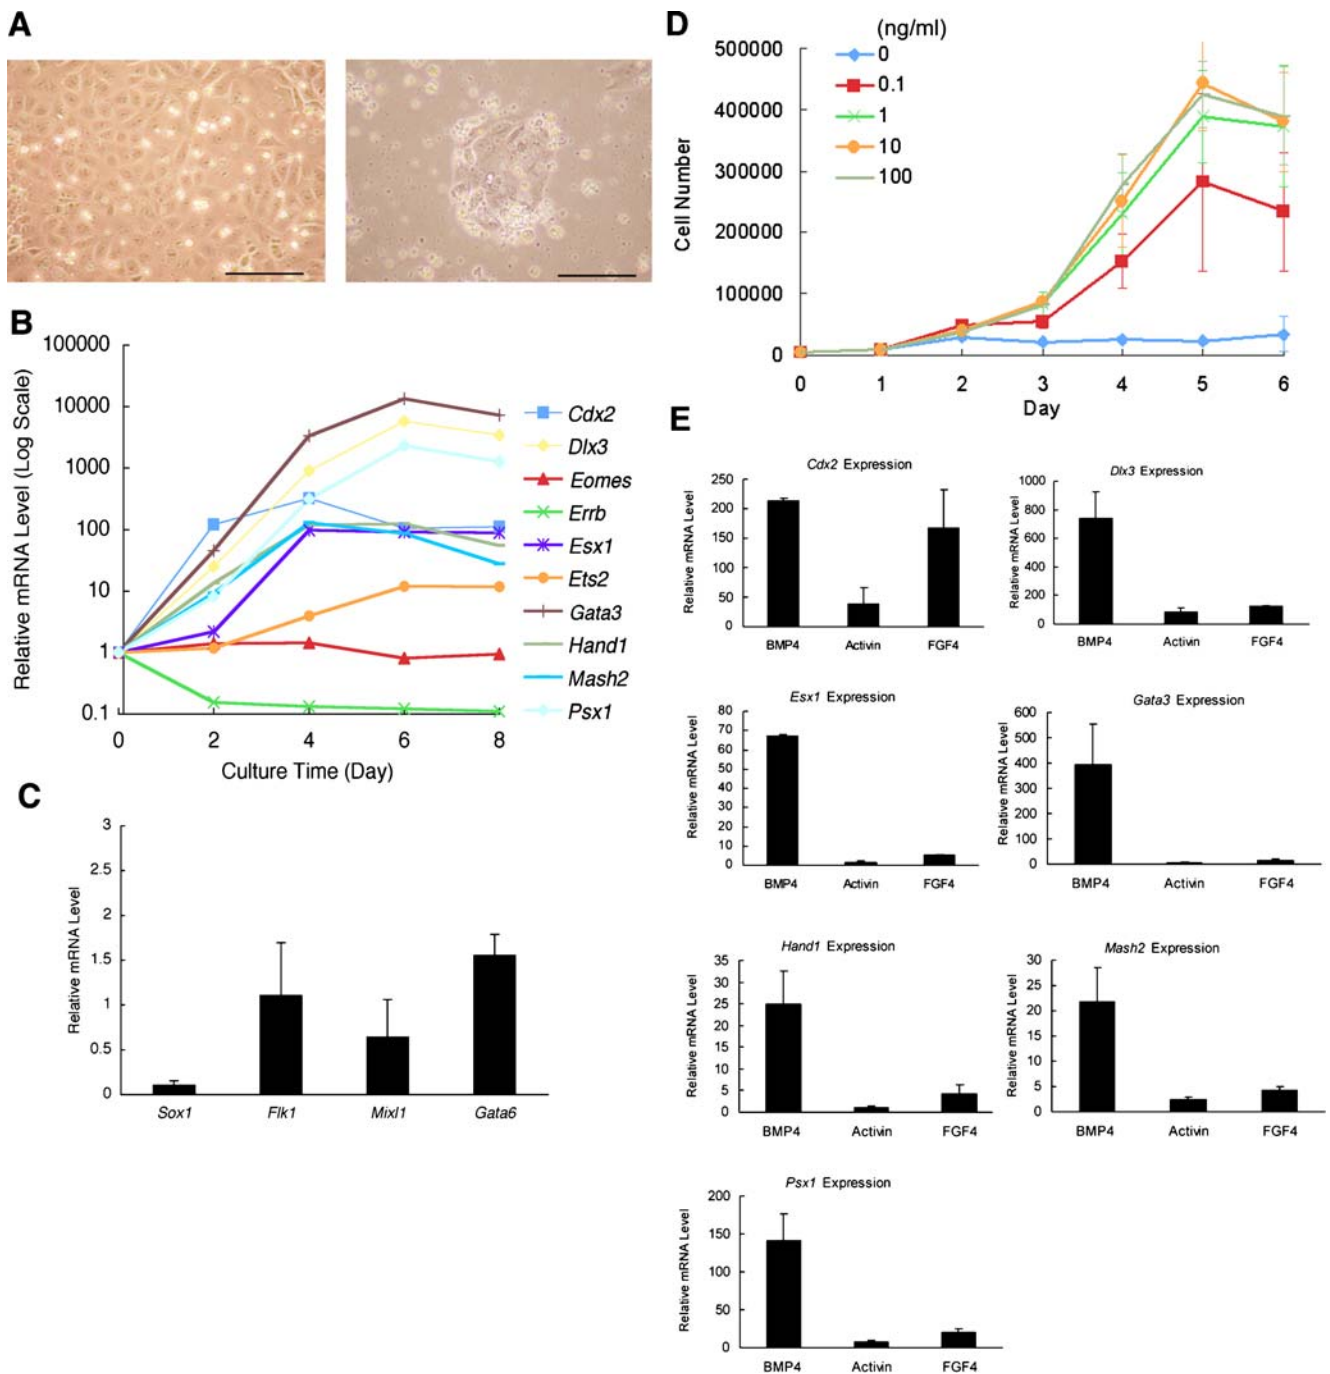 A
B
100000
10000
1000
100
10
1
0.1
Relative mRNA Level (Log Scale)
0 2 4 6 8
Culture Time (Day)
Cdx2
Dlx3
Eomes
Errb
Esx1
Ets2
Gata3
Hand1
Mash2
Psx1
C
3
2.5
2
1.5
1
0.5
0
Relative mRNA Level
Sox1 Flk1 Mixl1 Gata6
D
(ng/ml)
0
0.1
1
10
100
500000
400000
300000
200000
100000
0
Cell Number
0 1 2 3 4 5 6
Day
E
Cdx2 Expression
250
200
150
100
50
0
Relative mRNA Level
BMP4 Activin FGF4
Dlx3 Expression
1000
800
600
400
200
0
Relative mRNA Level
BMP4 Activin FGF4
Esx1 Expression
80
70
60
50
40
30
20
10
0
Relative mRNA Level
BMP4 Activin FGF4
Gata3 Expression
600
500
400
300
200
100
0
Relative mRNA Level
BMP4 Activin FGF4
Hand1 Expression
35
30
25
20
15
10
5
0
Relative mRNA Level
BMP4 Activin FGF4
Mash2 Expression
30
25
20
15
10
5
0
Relative mRNA Level
BMP4 Activin FGF4
Psx1 Expression
200
150
100
50
0
Relative mRNA Level
BMP4 Activin FGF4